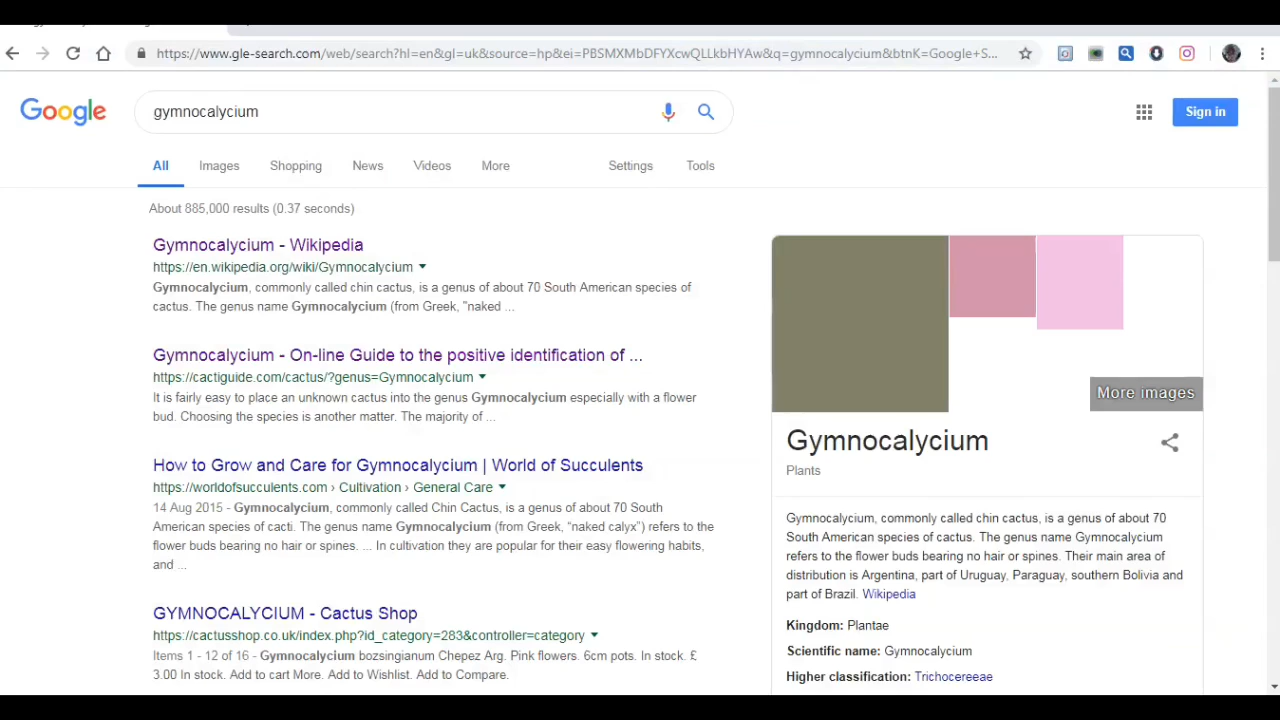 https://www.gle-search.com/web/search?hl=en&gl=uk&source=hp&ei=PBSMXMbDFYXcwQLLkbHYAw&q=gymnocalycium&btnK=Google+S...
Google
gymnocalycium
Sign in
All
Images
Shopping
News
Videos
More
Settings
Tools
About 885,000 results (0.37 seconds)
Gymnocalycium - Wikipedia
https://en.wikipedia.org/wiki/Gymnocalycium
Gymnocalycium, commonly called chin cactus, is a genus of about 70 South American species of
cactus. The genus name Gymnocalycium (from Greek, "naked ...
Gymnocalycium - On-line Guide to the positive identification of ...
https://cactiguide.com/cactus/?genus=Gymnocalycium
It is fairly easy to place an unknown cactus into the genus Gymnocalycium especially with a flower
bud. Choosing the species is another matter. The majority of ...
How to Grow and Care for Gymnocalycium | World of Succulents
https://worldofsucculents.com › Cultivation › General Care
14 Aug 2015 - Gymnocalycium, commonly called Chin Cactus, is a genus of about 70 South
American species of cacti. The genus name Gymnocalycium (from Greek, “naked calyx”) refers to the
flower buds bearing no hair or spines. ... In cultivation they are popular for their easy flowering habits,
and ...
GYMNOCALYCIUM - Cactus Shop
https://cactusshop.co.uk/index.php?id_category=283&controller=category
Items 1 - 12 of 16 - Gymnocalycium bozsingianum Chepez Arg. Pink flowers. 6cm pots. In stock. £
3.00 In stock. Add to cart More. Add to Wishlist. Add to Compare.
More images
Gymnocalycium
Plants
Gymnocalycium, commonly called chin cactus, is a genus of about 70
South American species of cactus. The genus name Gymnocalycium
refers to the flower buds bearing no hair or spines. Their main area of
distribution is Argentina, part of Uruguay, Paraguay, southern Bolivia and
part of Brazil. Wikipedia
Kingdom: Plantae
Scientific name: Gymnocalycium
Higher classification: Trichocereeae